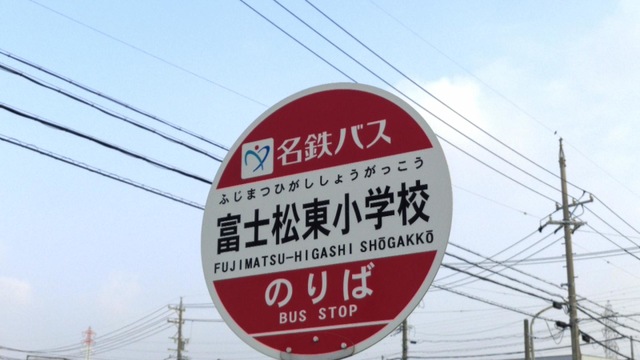 名鉄バス
ふじまつひがししょうがっこう
富士松東小学校
FUJIMATSU-HIGASHI SHŌGAKKŌ
のりば
BUS STOP